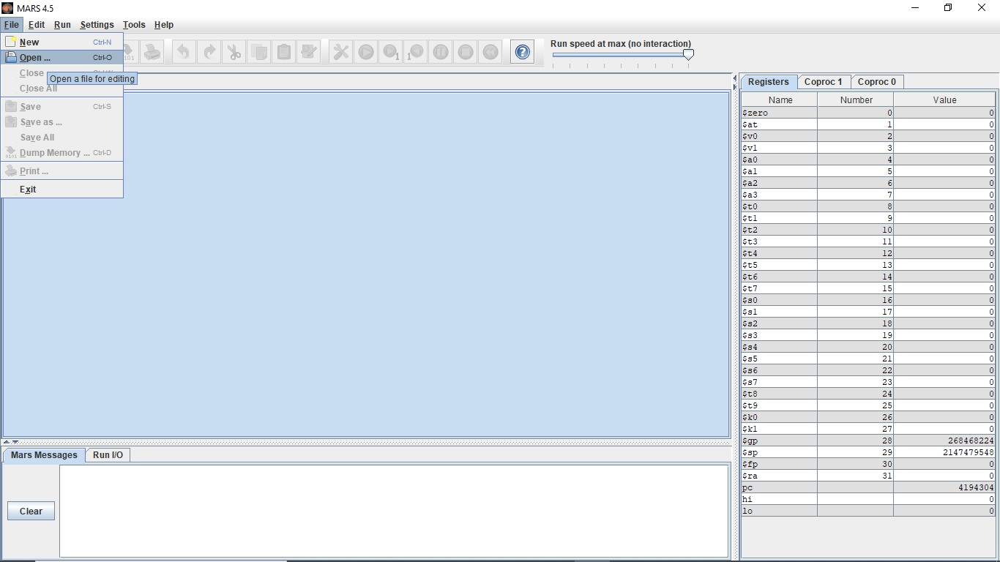 MARS 4.5
File Edit Run Settings Tools Help
New Ctrl-N
Open ... Ctrl-O
Close
Open a file for editing
Close All
Save Ctrl-S
Save as ...
Save All
Dump Memory ... Ctrl-D
Print ...
Exit
Run speed at max (no interaction)
Registers Coproc 1 Coproc 0
Name Number Value
$zero 0 0
$at 1 0
$v0 2 0
$v1 3 0
$a0 4 0
$a1 5 0
$a2 6 0
$a3 7 0
$t0 8 0
$t1 9 0
$t2 10 0
$t3 11 0
$t4 12 0
$t5 13 0
$t6 14 0
$t7 15 0
$s0 16 0
$s1 17 0
$s2 18 0
$s3 19 0
$s4 20 0
$s5 21 0
$s6 22 0
$s7 23 0
$t8 24 0
$t9 25 0
$k0 26 0
$k1 27 0
$gp 28 268468224
$sp 29 2147479548
$fp 30 0
$ra 31 0
pc 4194304
hi 0
lo 0
Mars Messages Run I/O
Clear